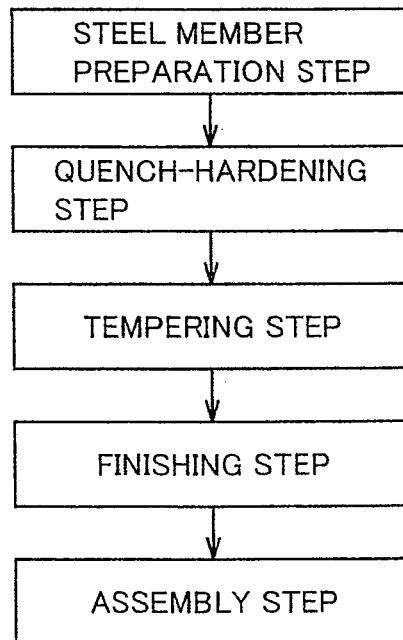 STEEL MEMBER
PREPARATION STEP
QUENCH-HARDENING
STEP
TEMPERING STEP
FINISHING STEP
ASSEMBLY STEP